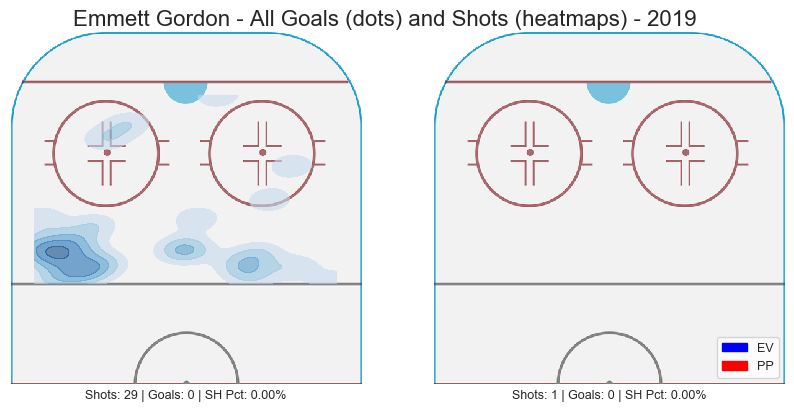 Emmett Gordon - All Goals (dots) and Shots (heatmaps) - 2019
EV
PP
Shots: 29 | Goals: 0 | SH Pct: 0.00%
Shots: 1 | Goals: 0 | SH Pct: 0.00%